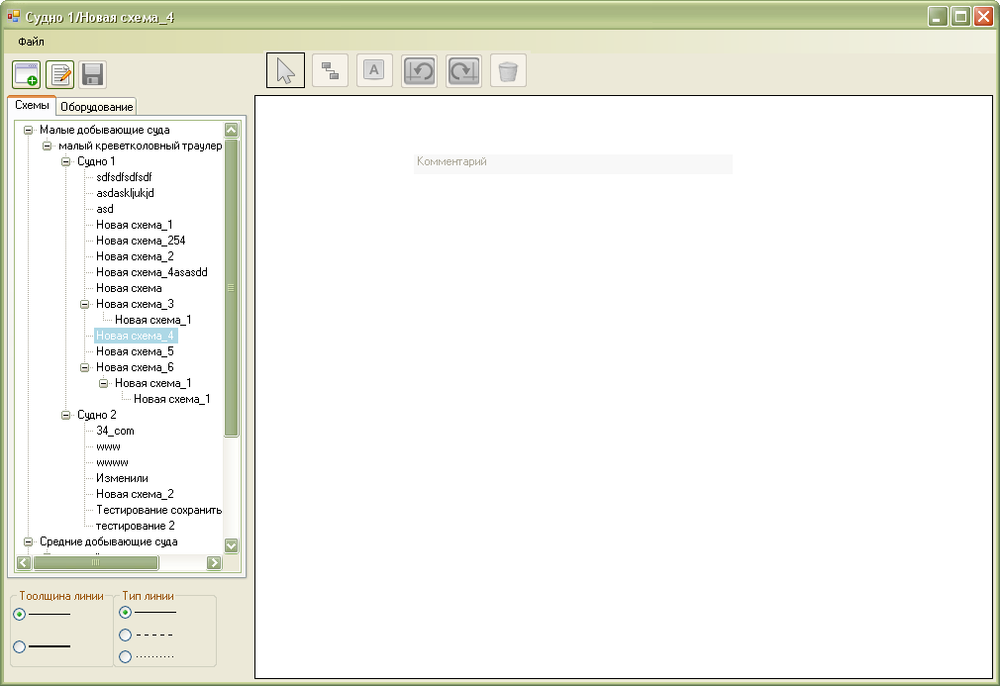 Судно 1/Новая схема_4
Файл
A
Схемы
Оборудование
Малые добывающие суда
малый креветколовный траулер
Судно 1
sdfsdfsdfsdf
asdaskljukjd
asd
Новая схема_1
Новая схема_254
Новая схема_2
Новая схема_4asasdd
Новая схема
Новая схема_3
Новая схема_1
Новая схема_4
Новая схема_5
Новая схема_6
Новая схема_1
Новая схема_1
Судно 2
34_com
www
wwww
Изменили
Новая схема_2
Тестирование сохранить
тестирование 2
Средние добывающие суда
Комментарий
Тоолщина линии
Тип линии